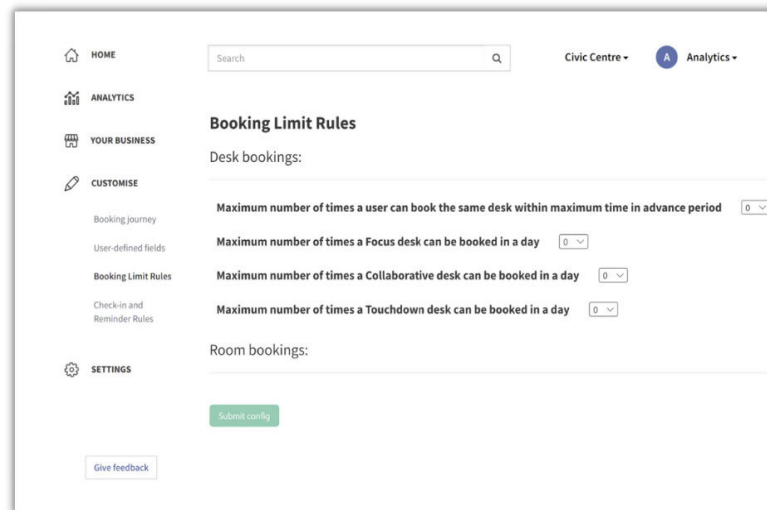 HOME
Search
Civic Centre
A
Analytics
ANALYTICS
YOUR BUSINESS
CUSTOMISE
Booking journey
User-defined fields
Booking Limit Rules
Check-in and
Reminder Rules
SETTINGS
Give feedback
Booking Limit Rules
Desk bookings:
Maximum number of times a user can book the same desk within maximum time in advance period 0
Maximum number of times a Focus desk can be booked in a day 0
Maximum number of times a Collaborative desk can be booked in a day 0
Maximum number of times a Touchdown desk can be booked in a day 0
Room bookings:
Submit config